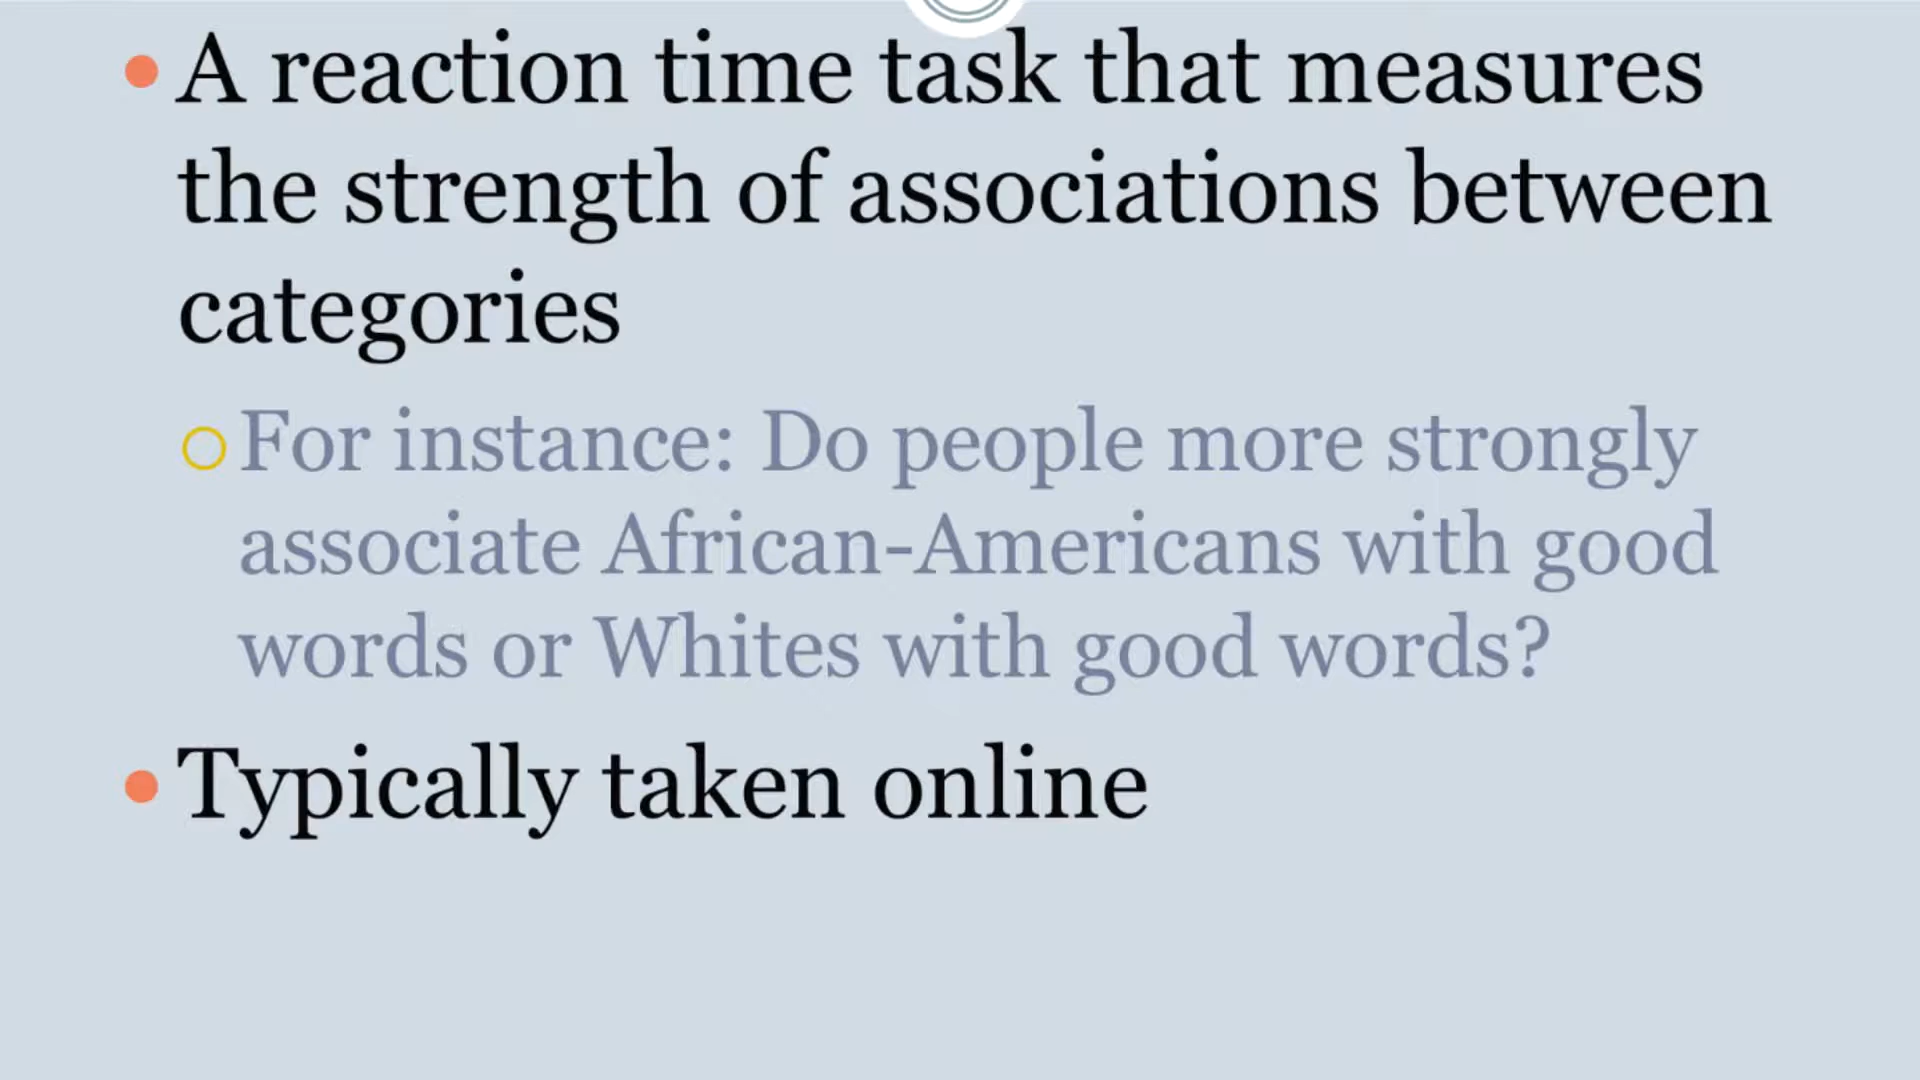 A reaction time task that measures
the strength of associations between
categories
For instance: Do people more strongly
associate African-Americans with good
words or Whites with good words?
Typically taken online